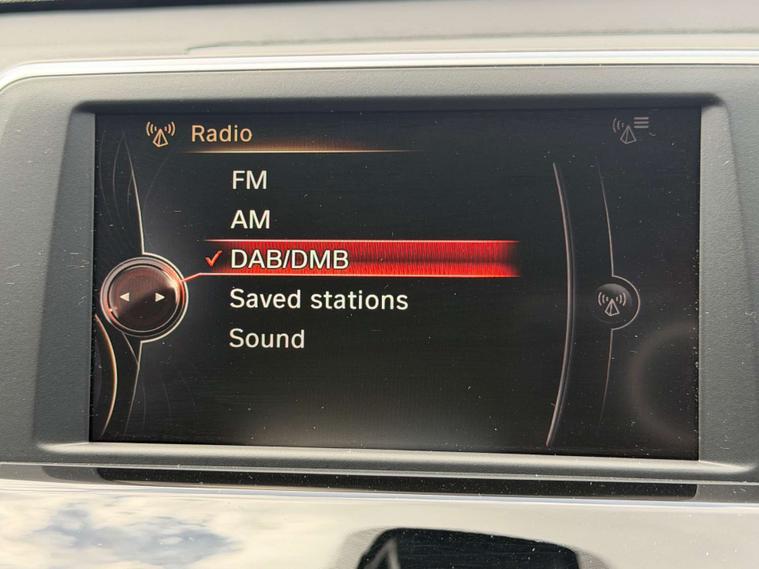 Radio
FM
AM
DAB/DMB
Saved stations
Sound